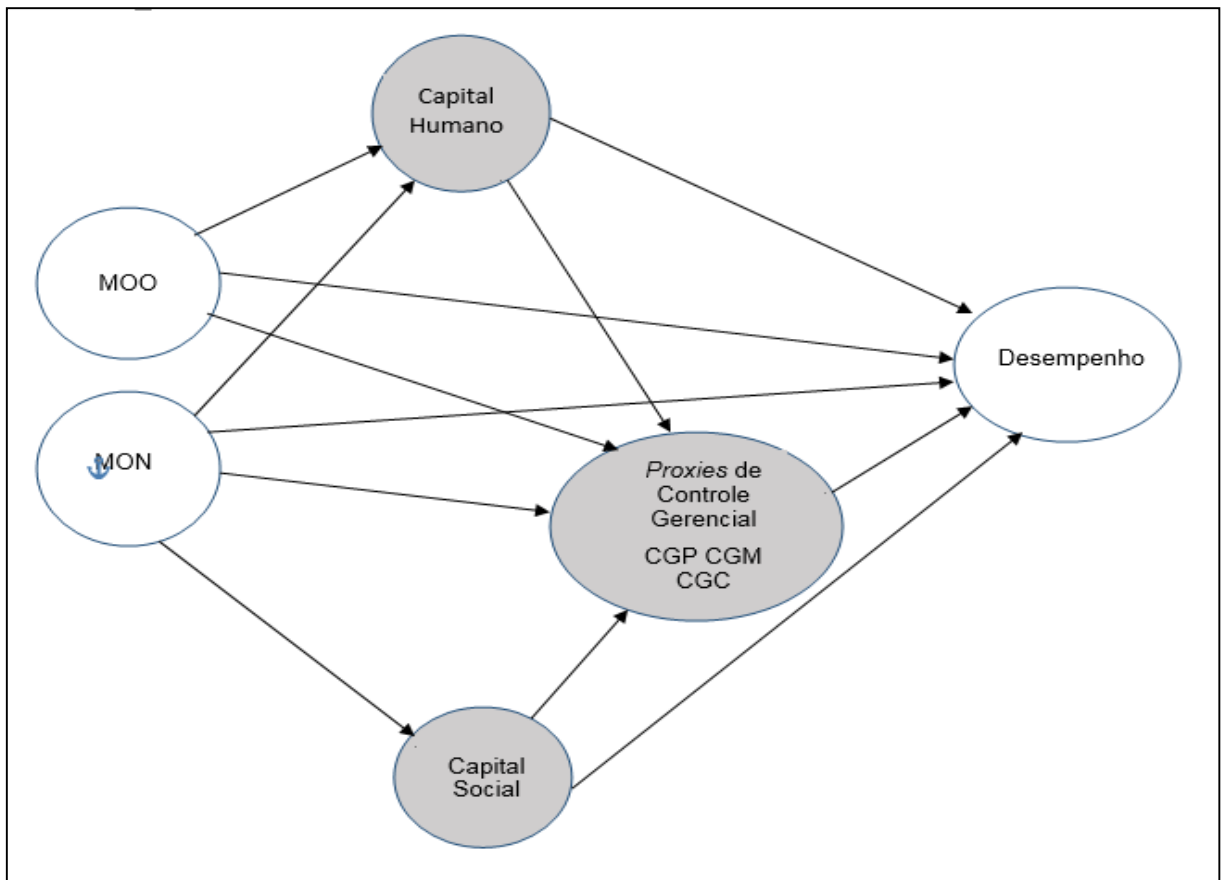 Capital
Humano
MOO
Desempenho
MON
Proxies de
Controle
Gerencial
CGP CGM
CGC
Capital
Social